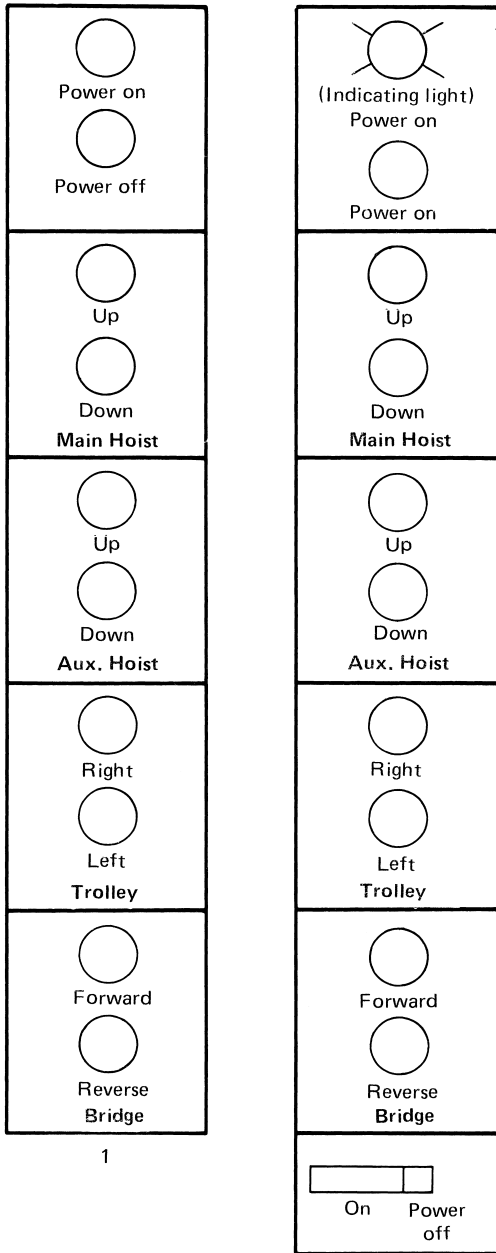 Power on
Power off
Up
Down
Main Hoist
Up
Down
Aux. Hoist
Right
Left
Trolley
Forward
Reverse
Bridge
1
(Indicating light)
Power on
Power on
Up
Down
Main Hoist
Up
Down
Aux. Hoist
Right
Left
Trolley
Forward
Reverse
Bridge
On Power
off